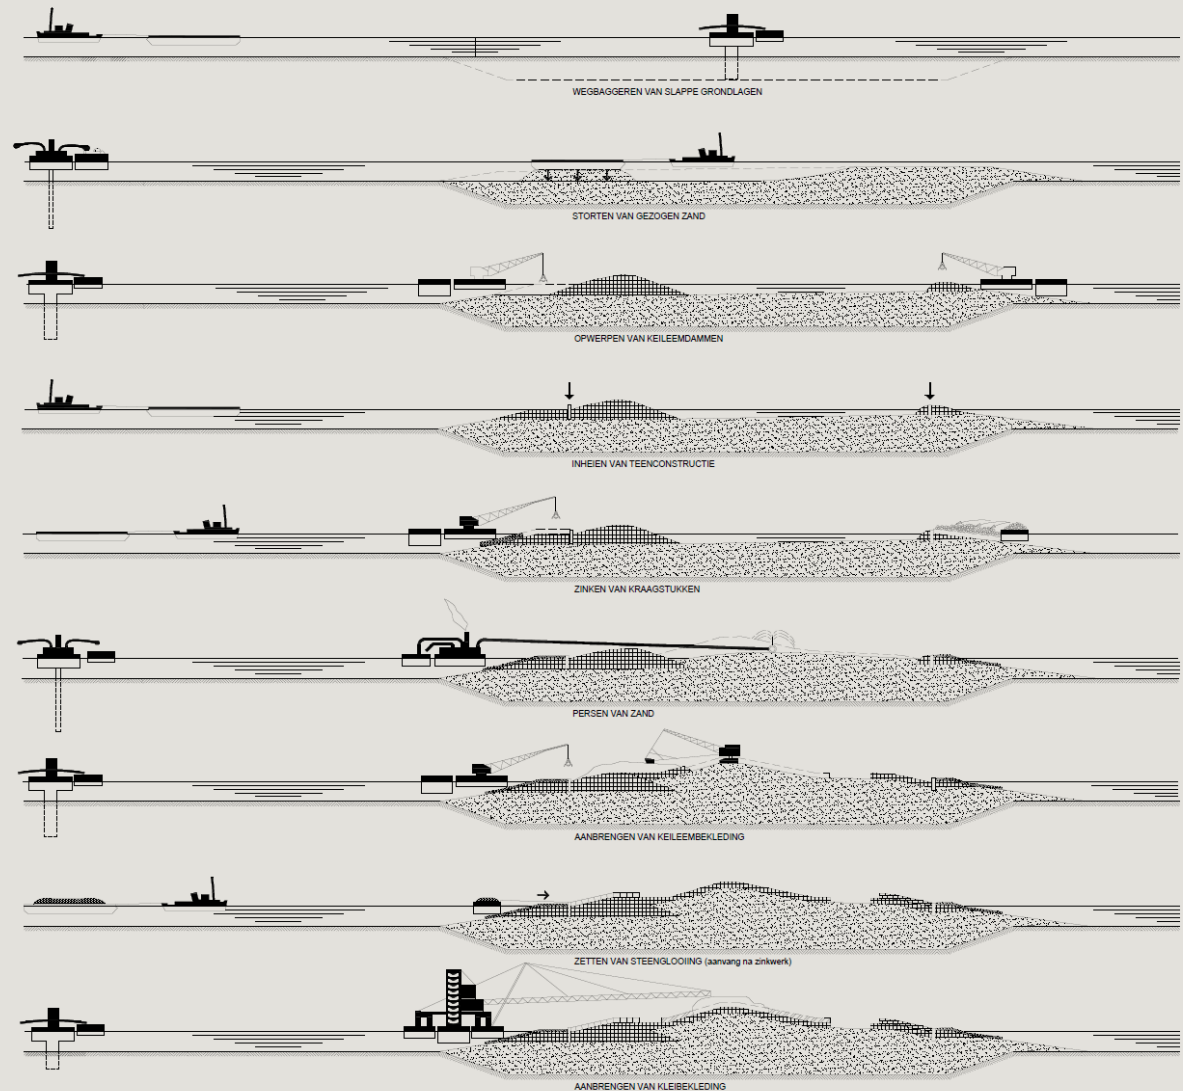 WEGBAGGEREN VAN SLAPPE GRONDLAGEN
STORTEN VAN GEZOGEN ZAND
OPWERPEN VAN KEILEEMDAMMEN
INHEIEN VAN TEENCONSTRUCTIE
ZINKEN VAN KRAAGSTUKKEN
PERSEN VAN ZAND
AANBRENGEN VAN KEILEEMBEKLEDING
ZETTEN VAN STEENGLOOIING (aanvang na zinkwerk)
AANBRENGEN VAN KLEIBEKLEDING